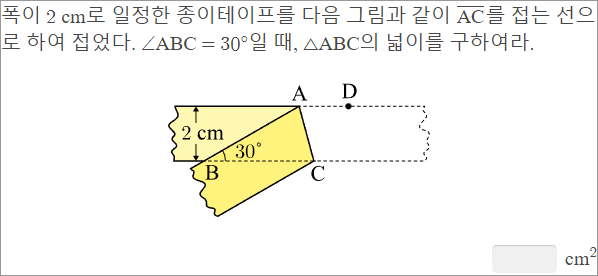 폭이 2 cm로 일정한 종이테이프를 다음 그림과 같이 A̅C̅를 접는 선으
로 하여 접었다. ∠ABC = 30°일 때, △ABC의 넓이를 구하여라.
A D
2 cm
30°
B C
cm²